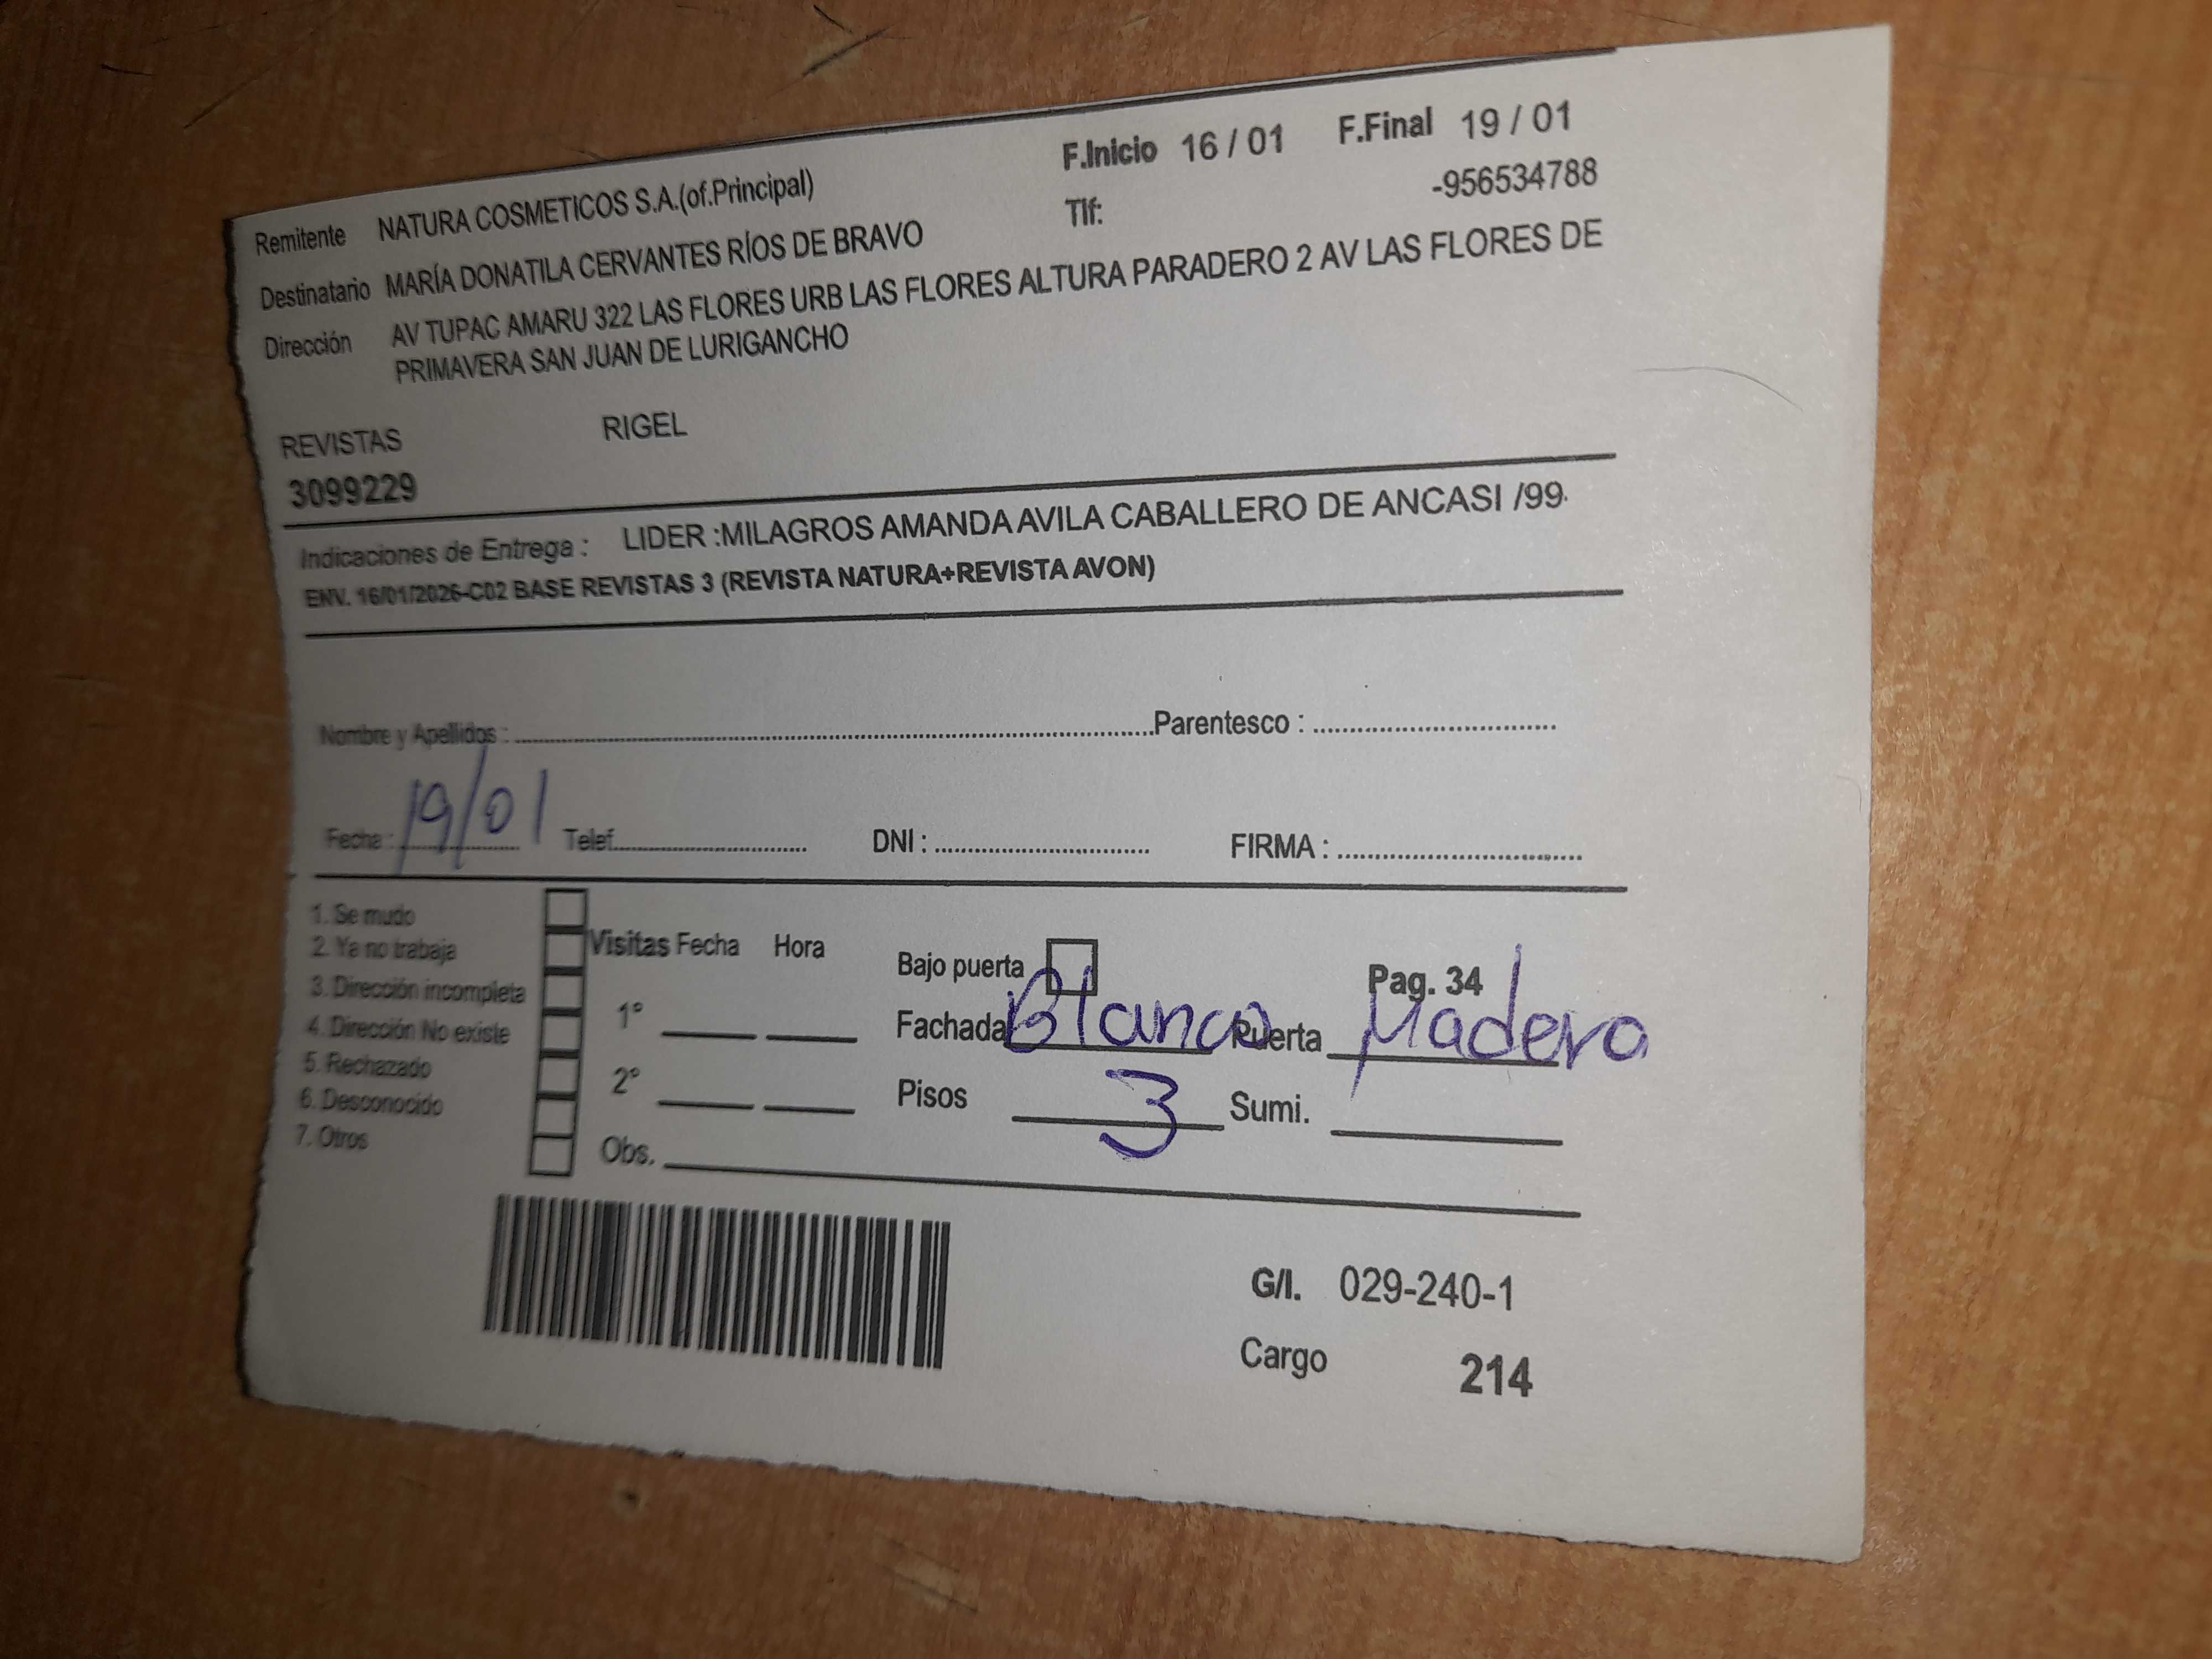 F.Inicio 16 / 01 F.Final 19 / 01
Remitente NATURA COSMETICOS S.A.(of.Principal) Tlf: -956534788
Destinatario MARÍA DONATILA CERVANTES RÍOS DE BRAVO
Dirección AV TUPAC AMARU 322 LAS FLORES URB LAS FLORES ALTURA PARADERO 2 AV LAS FLORES DE
PRIMAVERA SAN JUAN DE LURIGANCHO
REVISTAS RIGEL
3099229
Indicaciones de Entrega : LIDER :MILAGROS AMANDA AVILA CABALLERO DE ANCASI /99
ENV. 16/01/2026-C02 BASE REVISTAS 3 (REVISTA NATURA+REVISTA AVON)
Nombre y Apellidos : Parentesco :
Fecha : 19/01 Telef. DNI : FIRMA :
1. Se mudo
2. Ya no trabaja
3. Dirección incompleta
4. Dirección No existe
5. Rechazado
6. Desconocido
7. Otros
Visitas Fecha Hora
1°
2°
Obs.
Bajo puerta Pag. 34
Fachada Blanco Puerta Madera
Pisos 3 Sumi.
G/I. 029-240-1
Cargo 214